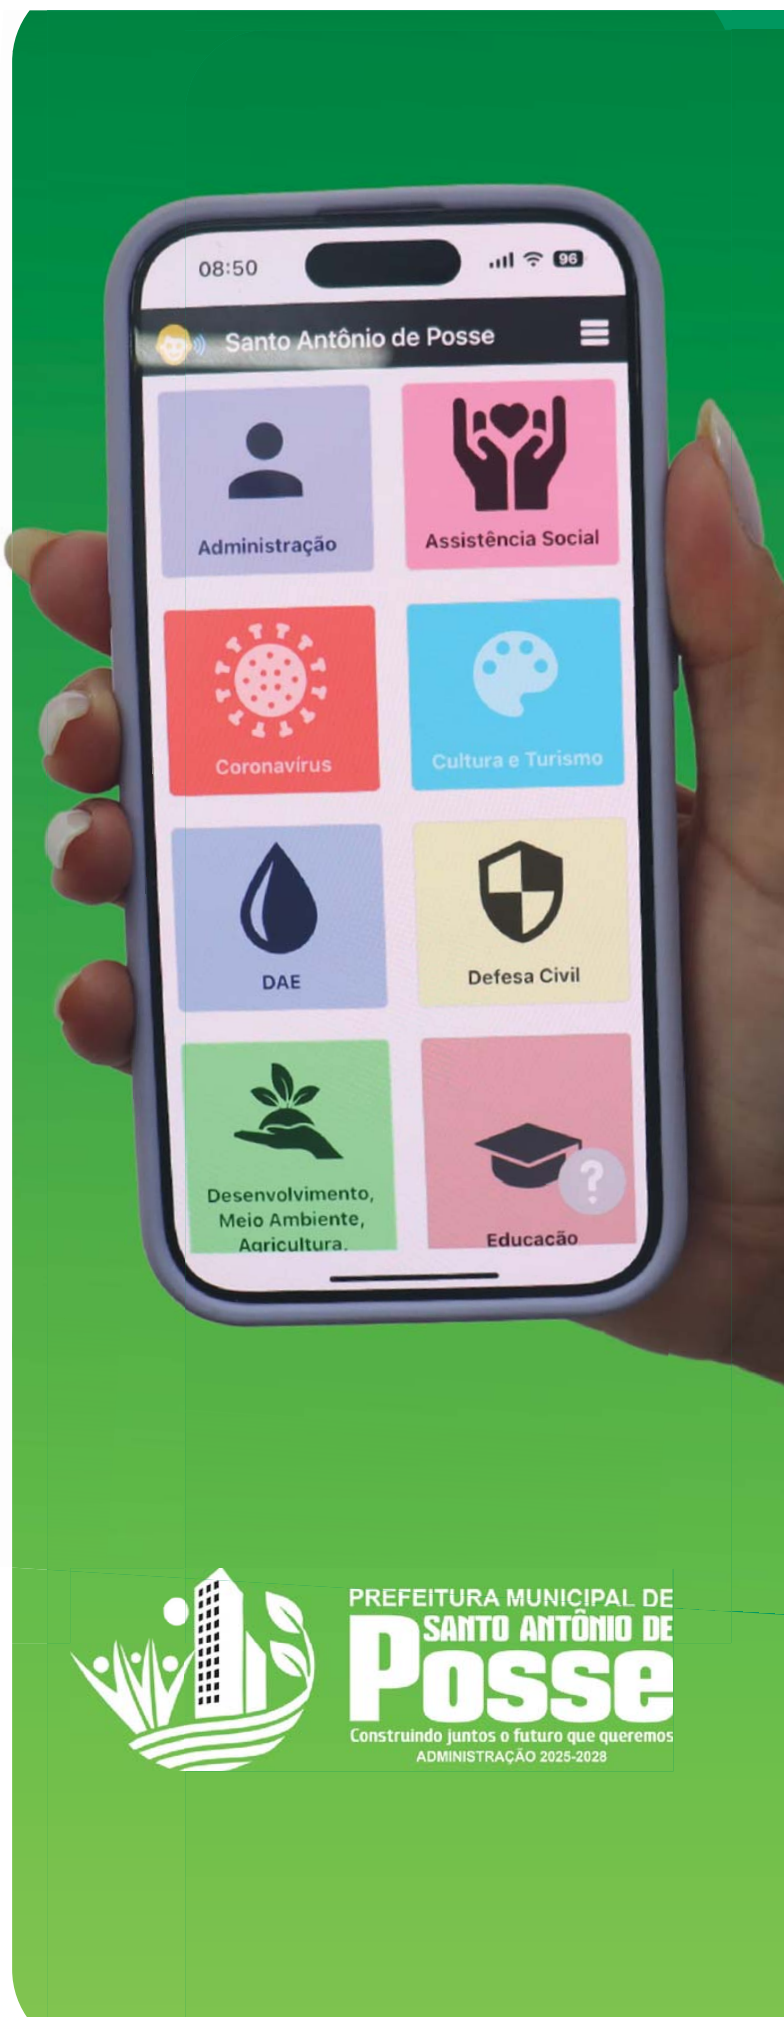 08:50
96
Santo Antônio de Posse
Administração
Assistência Social
Coronavírus
Cultura e Turismo
DAE
Defesa Civil
Desenvolvimento,
Meio Ambiente,
Agricultura.
Educacão
?
PREFEITURA MUNICIPAL DE
SANTO ANTÔNIO DE
Posse
Construindo juntos o futuro que queremos
ADMINISTRAÇÃO 2025-2028